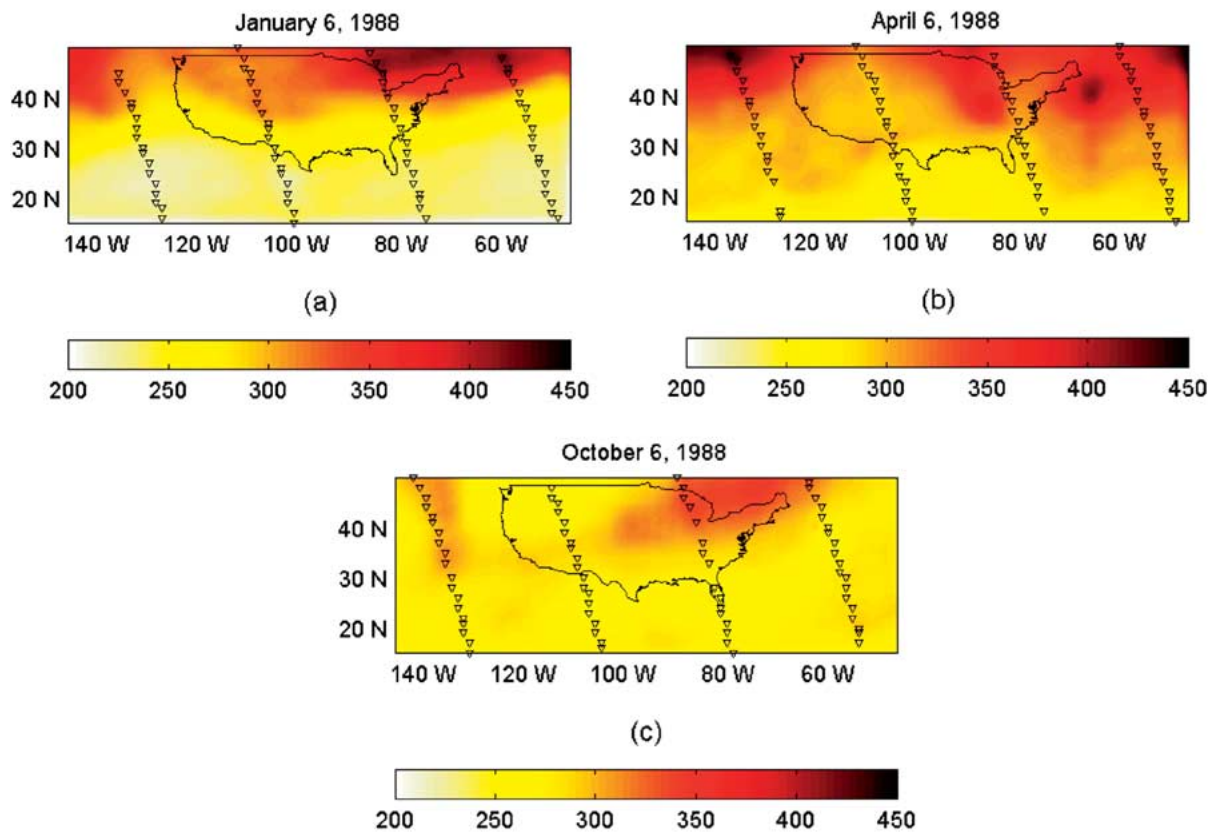 January 6, 1988
40 N
30 N
20 N
140 W 120 W 100 W 80 W 60 W
(a)
200 250 300 350 400 450
April 6, 1988
40 N
30 N
20 N
140 W 120 W 100 W 80 W 60 W
(b)
200 250 300 350 400 450
October 6, 1988
40 N
30 N
20 N
140 W 120 W 100 W 80 W 60 W
(c)
200 250 300 350 400 450